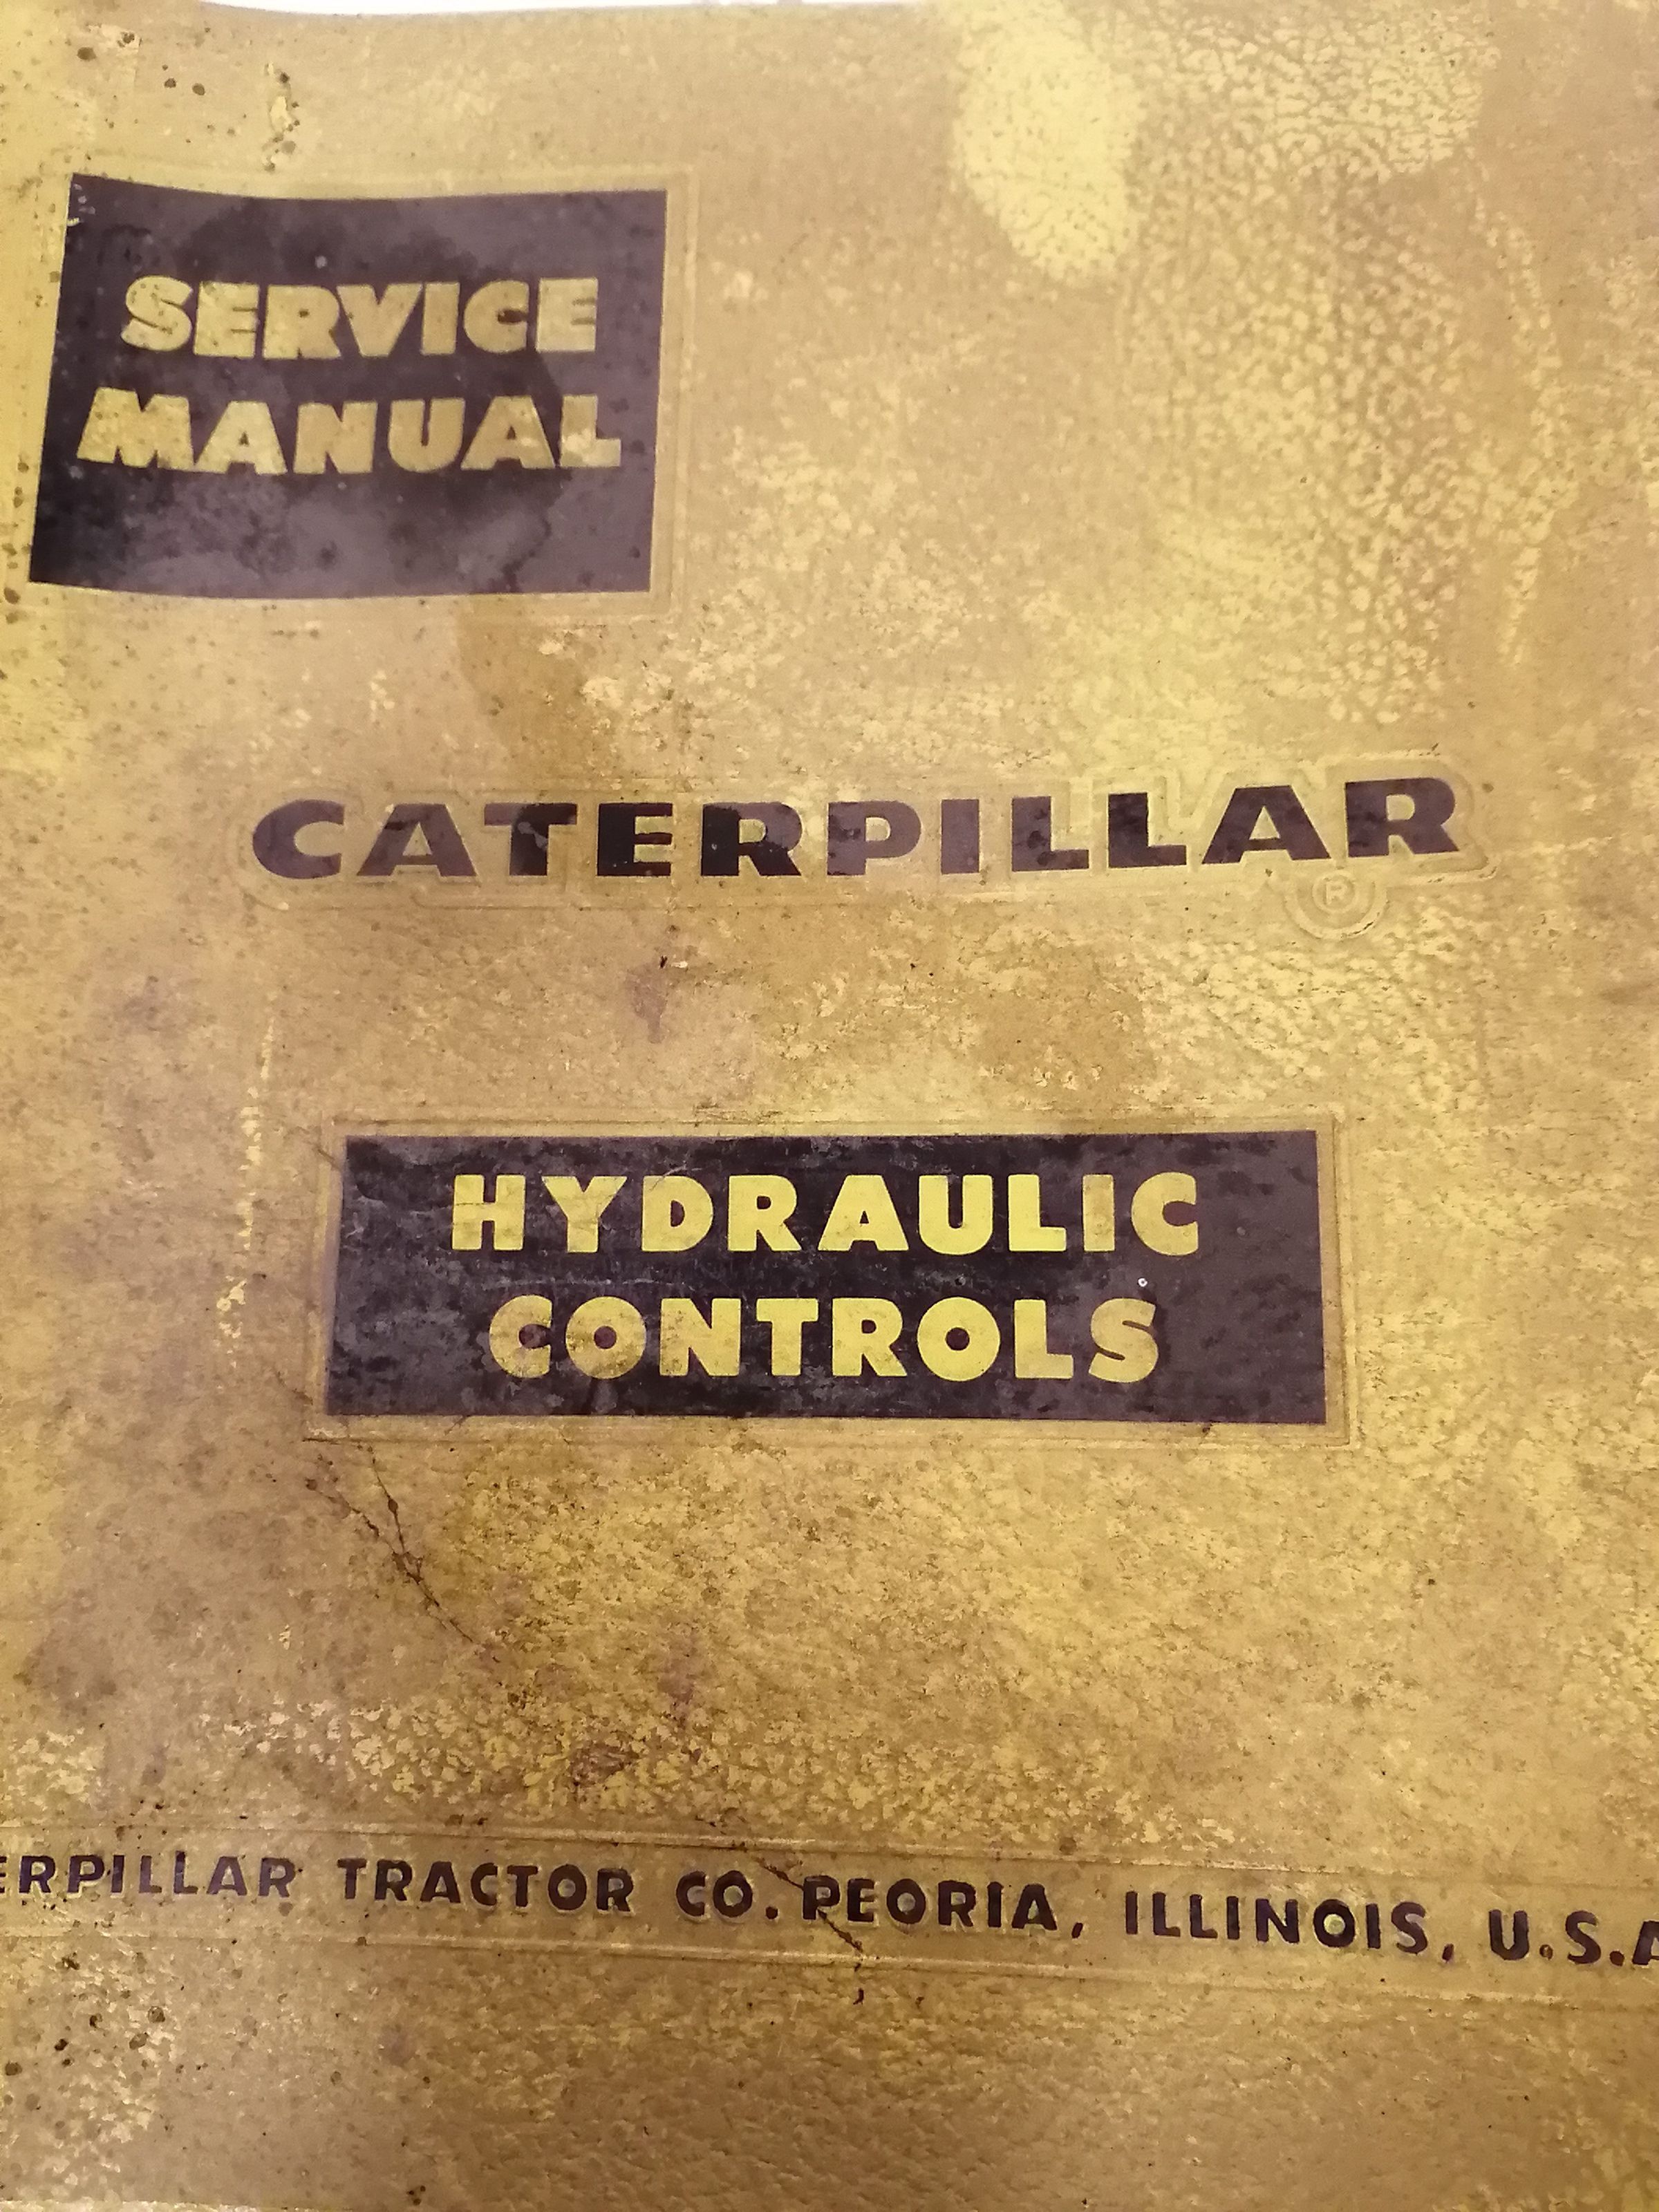 SERVICE
MANUAL
CATERPILLAR
®
HYDRAULIC
CONTROLS
ERPILLAR TRACTOR CO. PEORIA, ILLINOIS, U.S.A